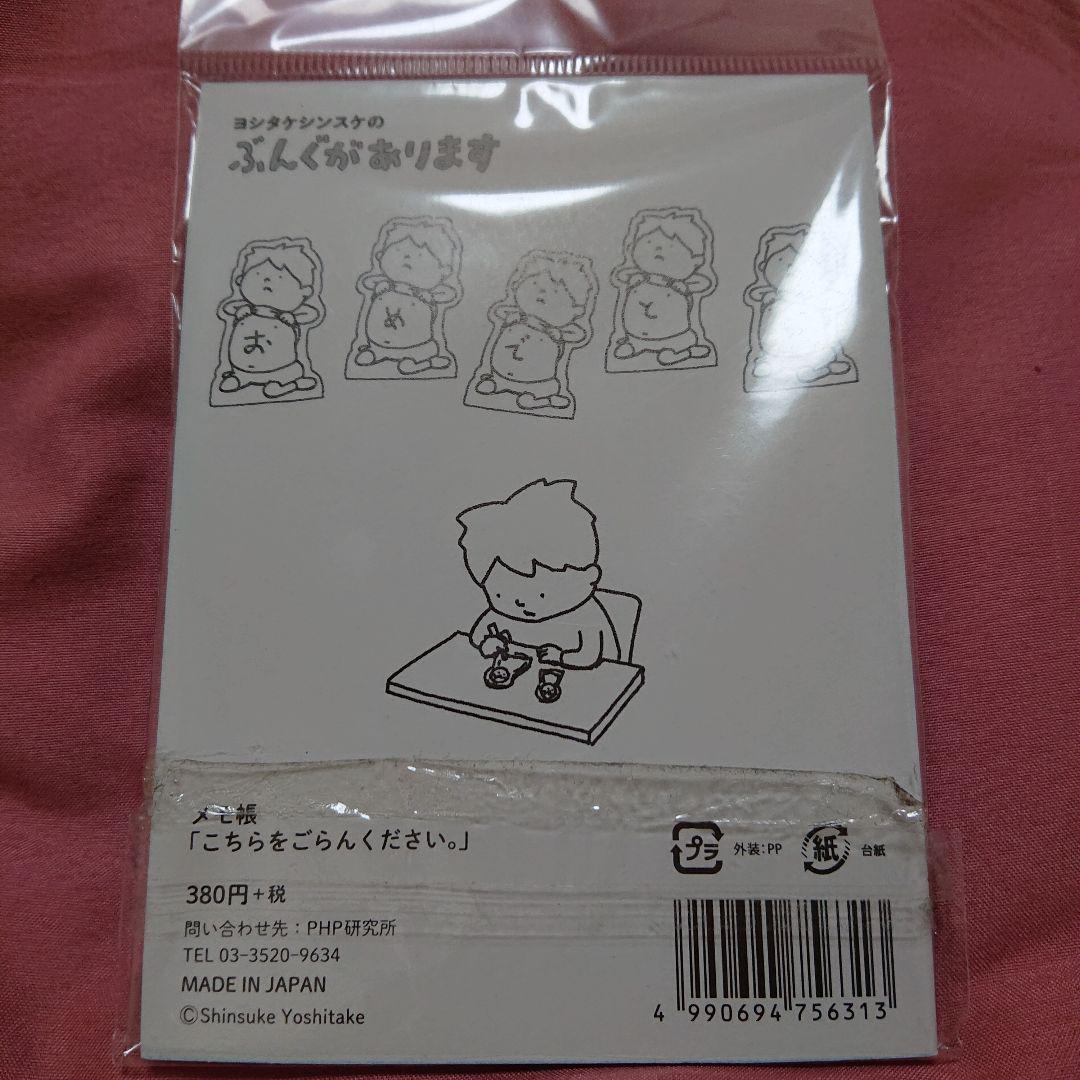 ヨシタケシンスケの
ぶんぐがあります
お
め
で
と
メモ帳
「こちらをごらんください。」
プラ
外装：PP
紙
台紙
380円+税
問い合わせ先：PHP研究所
TEL 03-3520-9634
MADE IN JAPAN
©Shinsuke Yoshitake
4 990694 756313